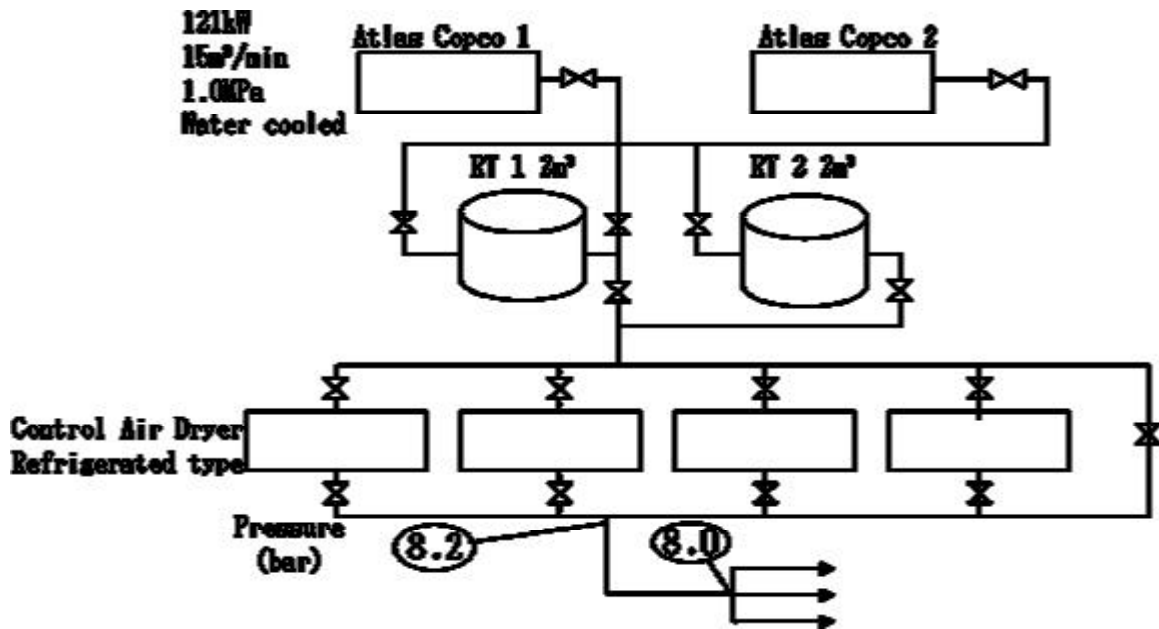 121kW
15m³/min
1.0MPa
Water cooled
Atlas Copco 1
Atlas Copco 2
RT 1 2m³
RT 2 2m³
Control Air Dryer
Refrigerated type
Pressure
(bar)
8.2
8.0